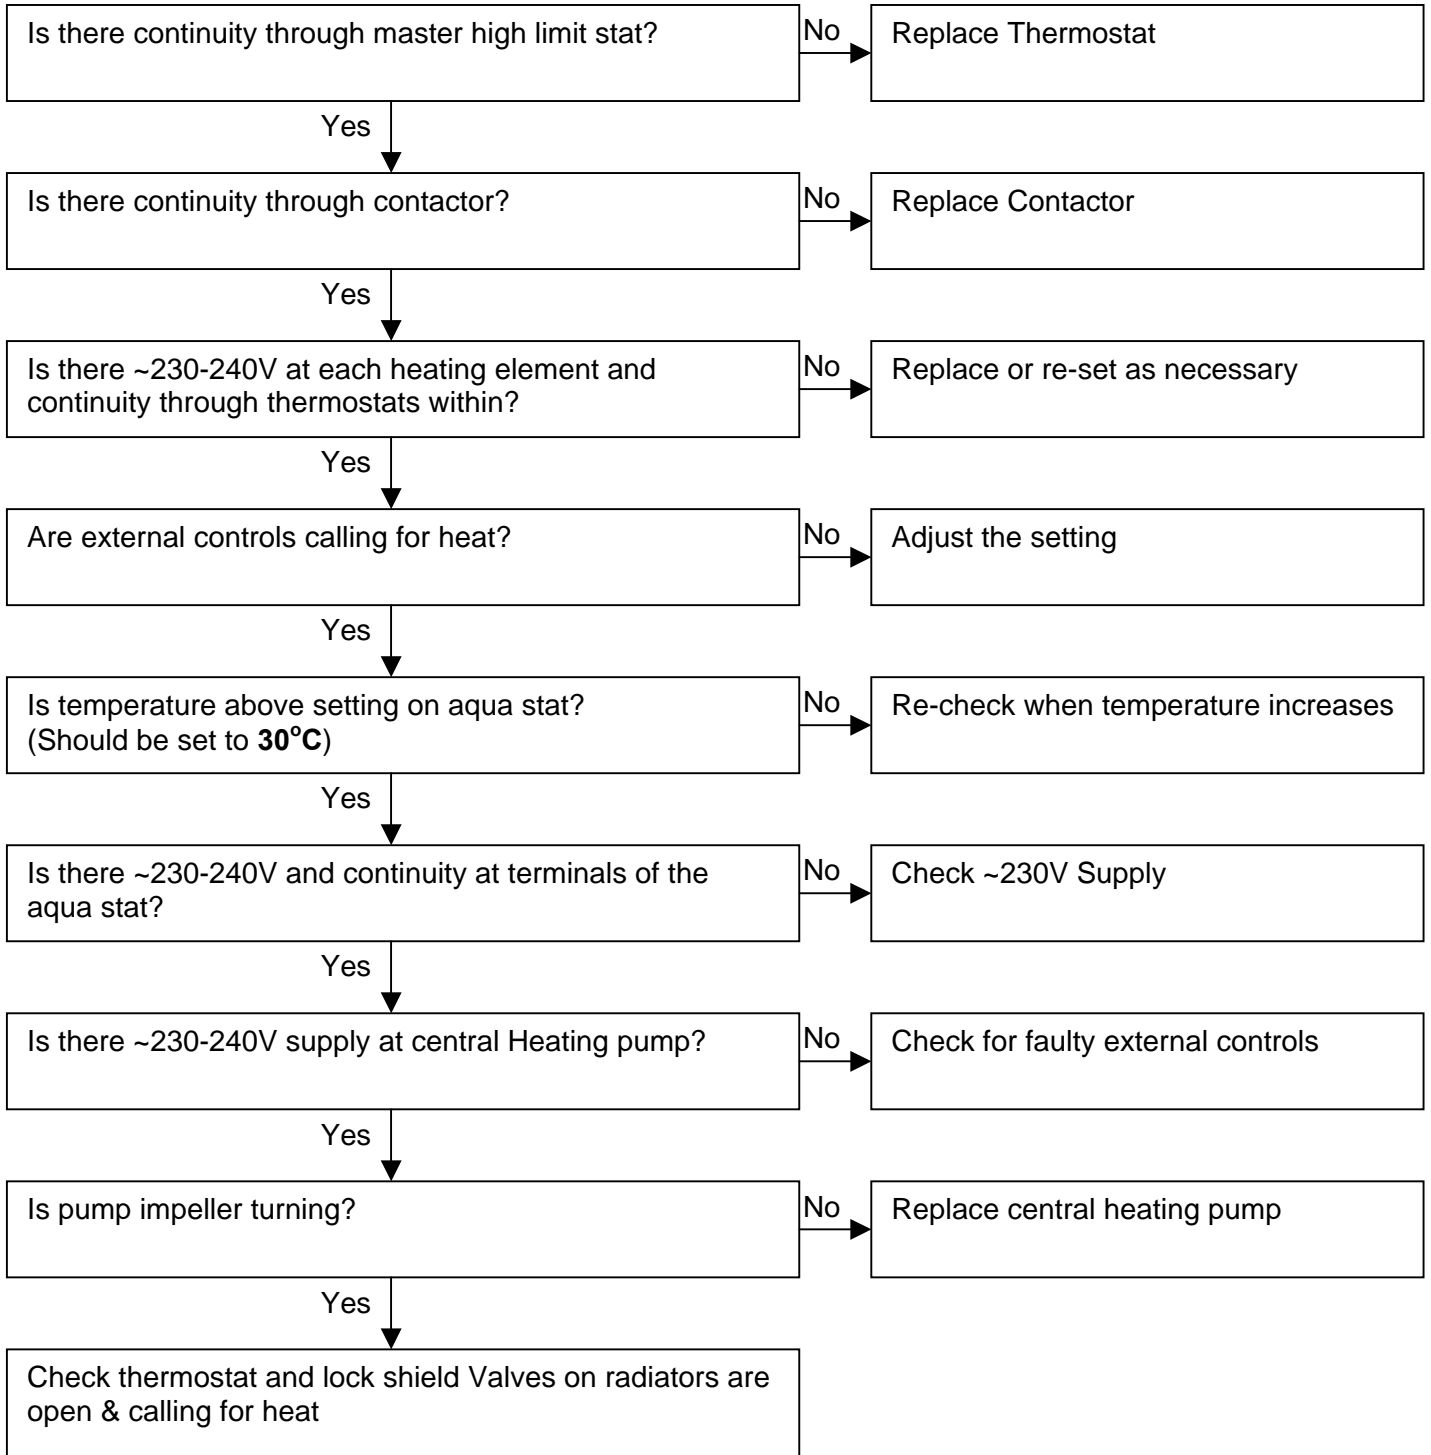 Is there continuity through master high limit stat?
No
Replace Thermostat
Yes
Is there continuity through contactor?
No
Replace Contactor
Yes
Is there ~230-240V at each heating element and
continuity through thermostats within?
No
Replace or re-set as necessary
Yes
Are external controls calling for heat?
No
Adjust the setting
Yes
Is temperature above setting on aqua stat?
(Should be set to 30°C)
No
Re-check when temperature increases
Yes
Is there ~230-240V and continuity at terminals of the
aqua stat?
No
Check ~230V Supply
Yes
Is there ~230-240V supply at central Heating pump?
No
Check for faulty external controls
Yes
Is pump impeller turning?
No
Replace central heating pump
Yes
Check thermostat and lock shield Valves on radiators are
open & calling for heat